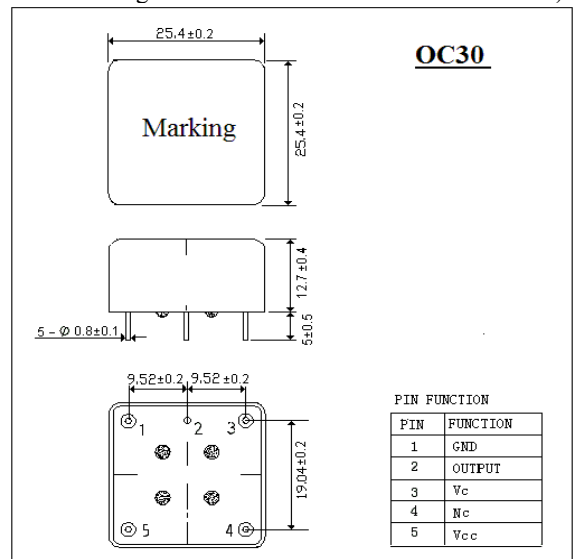 25.4±0.2
OC30
Marking
25.4±0.2
12.7±0.4
5±0.5
5-Ø 0.8±0.1
9.52±0.2 9.52±0.2
1 2 3
19.04±0.2
5 4
PIN FUNCTION
PIN FUNCTION
1 GND
2 OUTPUT
3 Vc
4 Nc
5 Vcc